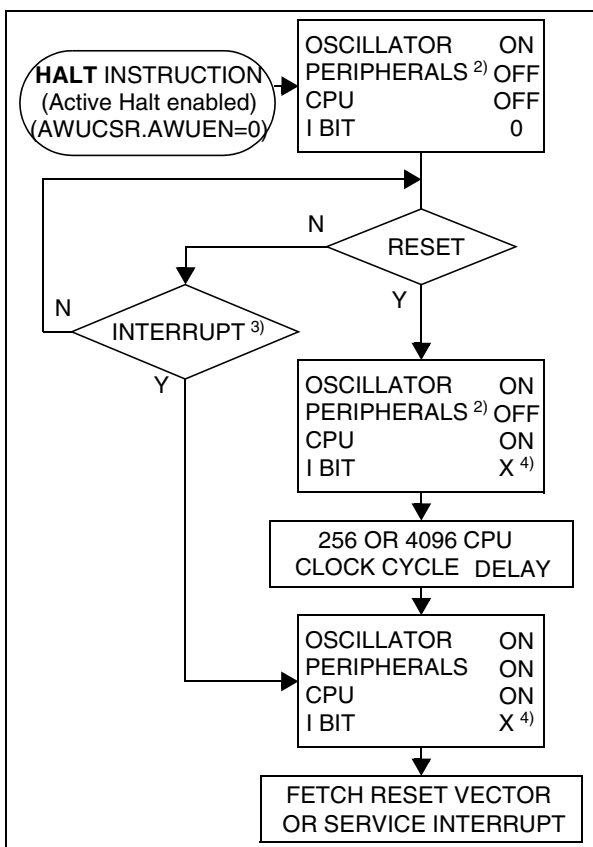 HALT INSTRUCTION
(Active Halt enabled)
(AWUCSR.AWUEN=0)
OSCILLATOR ON
PERIPHERALS 2) OFF
CPU OFF
I BIT 0
RESET
N
Y
INTERRUPT 3)
N
Y
OSCILLATOR ON
PERIPHERALS 2) OFF
CPU ON
I BIT X 4)
256 OR 4096 CPU
CLOCK CYCLE DELAY
OSCILLATOR ON
PERIPHERALS ON
CPU ON
I BIT X 4)
FETCH RESET VECTOR
OR SERVICE INTERRUPT